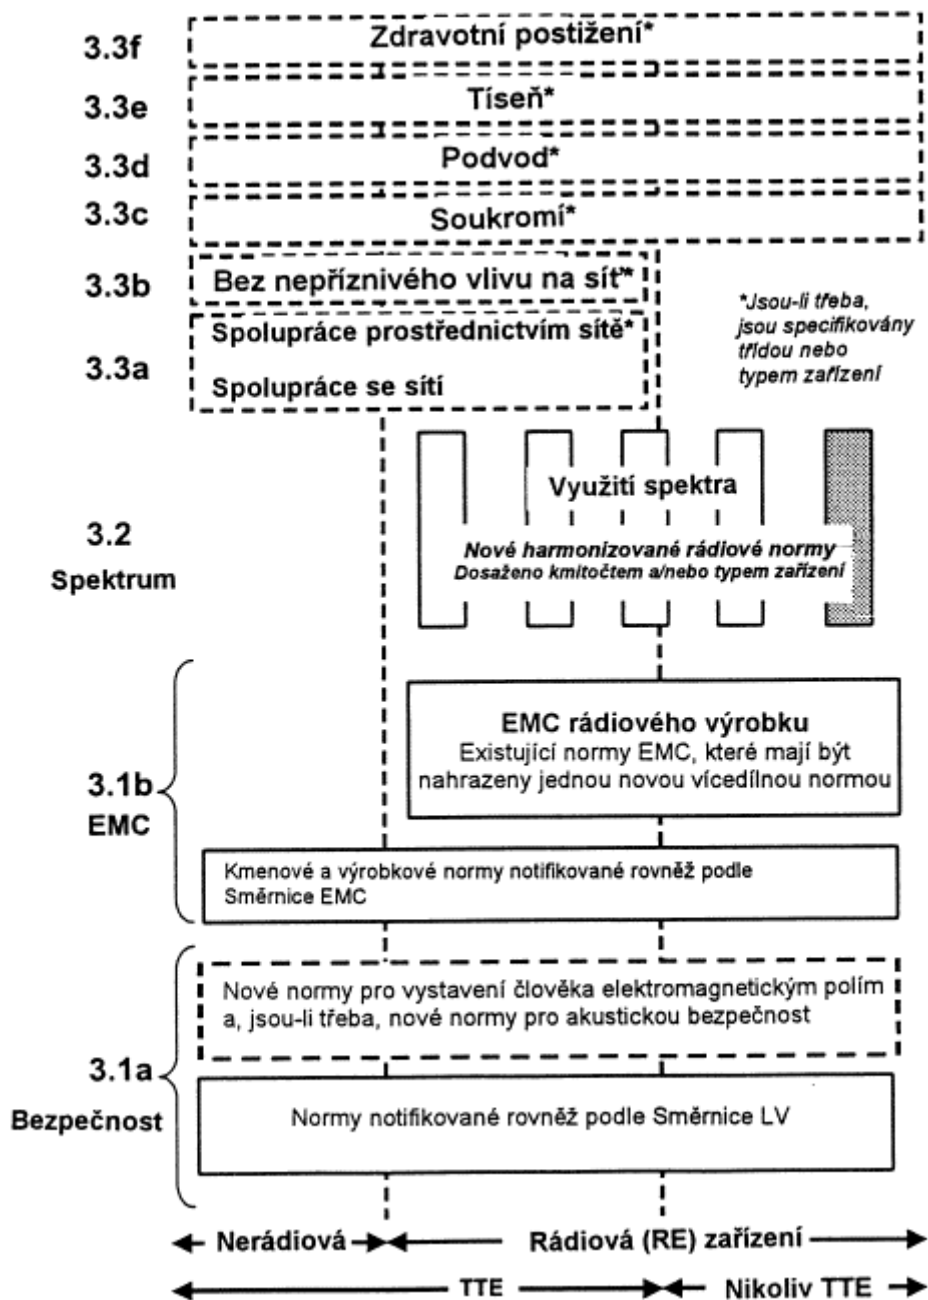 3.3f
Zdravotní postižení*
3.3e
Tíseň*
3.3d
Podvod*
3.3c
Soukromí*
3.3b
Bez nepříznivého vlivu na síť*
3.3a
Spolupráce prostřednictvím sítě*
Spolupráce se sítí
*Jsou-li třeba,
jsou specifikovány
třídou nebo
typem zařízení
3.2
Spektrum
Využití spektra
Nové harmonizované rádiové normy
Dosaženo kmitočtem a/nebo typem zařízení
3.1b
EMC
EMC rádiového výrobku
Existující normy EMC, které mají být
nahrazeny jednou novou vícedílnou normou
Kmenové a výrobkové normy notifikované rovněž podle
Směrnice EMC
3.1a
Bezpečnost
Nové normy pro vystavení člověka elektromagnetickým polím
a, jsou-li třeba, nové normy pro akustickou bezpečnost
Normy notifikované rovněž podle Směrnice LV
Nerádiová
Rádiová (RE) zařízení
TTE
Nikoliv TTE